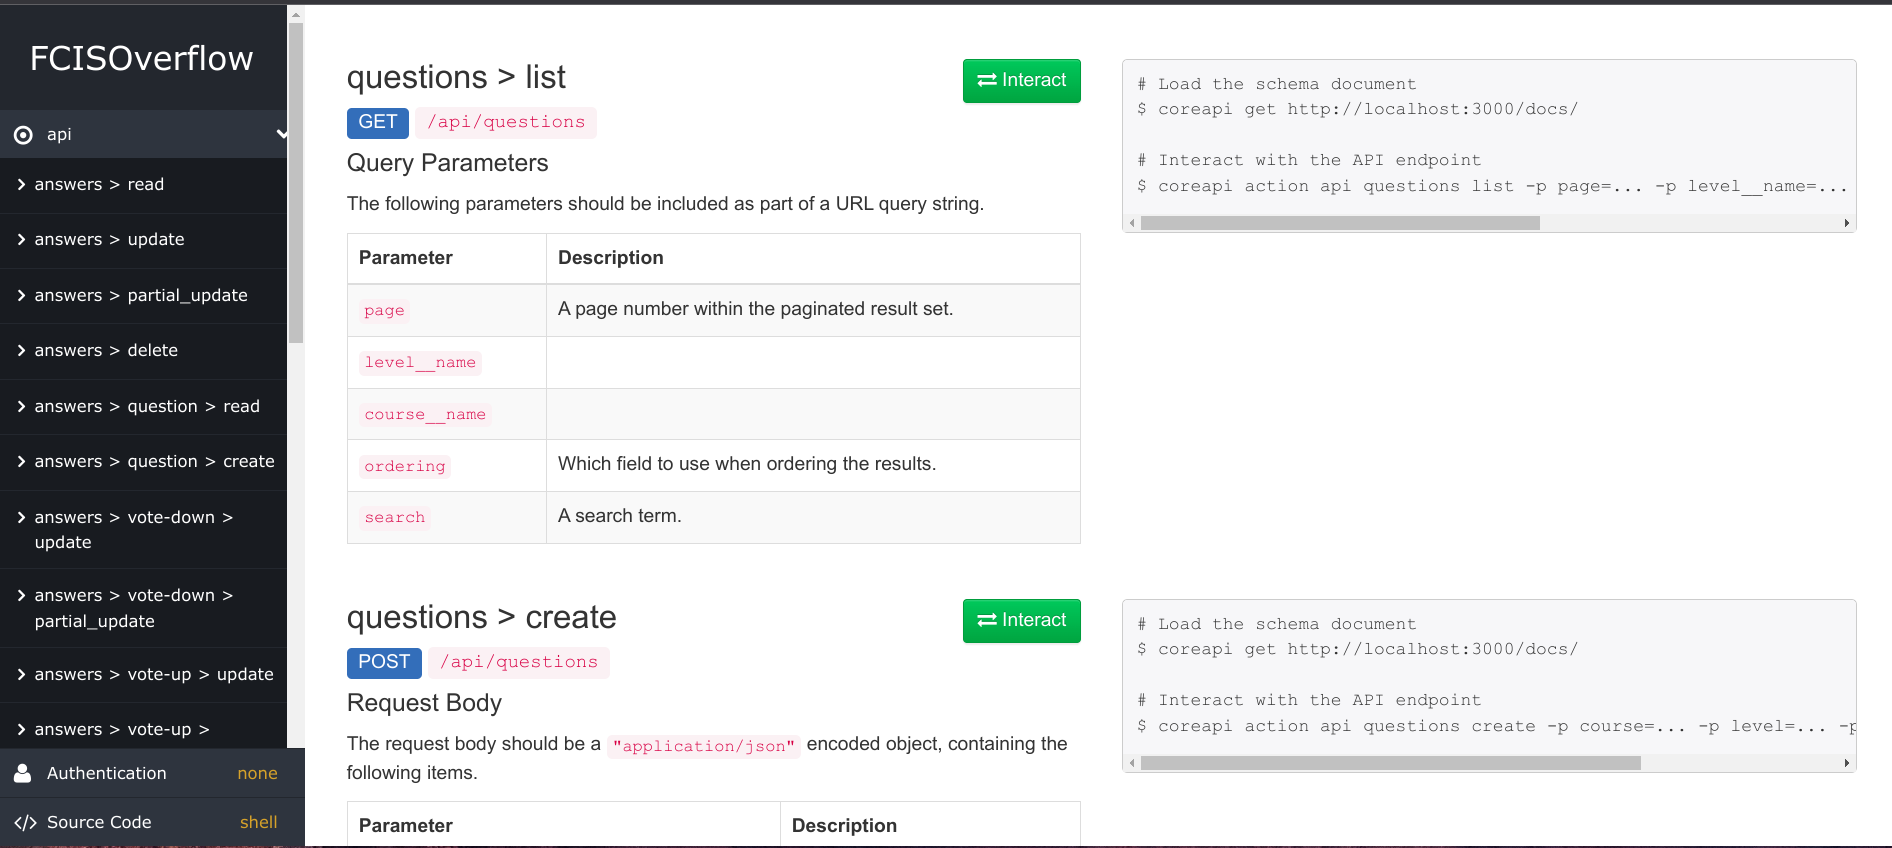 FCISOverflow
api
answers > read
answers > update
answers > partial_update
answers > delete
answers > question > read
answers > question > create
answers > vote-down >
update
answers > vote-down >
partial_update
answers > vote-up > update
answers > vote-up >
Authentication none
Source Code shell
questions > list
Interact
GET /api/questions
Query Parameters
The following parameters should be included as part of a URL query string.
Parameter Description
page A page number within the paginated result set.
level__name
course__name
ordering Which field to use when ordering the results.
search A search term.
# Load the schema document
$ coreapi get http://localhost:3000/docs/
# Interact with the API endpoint
$ coreapi action api questions list -p page=... -p level__name=...
questions > create
Interact
POST /api/questions
Request Body
The request body should be a "application/json" encoded object, containing the
following items.
Parameter Description
# Load the schema document
$ coreapi get http://localhost:3000/docs/
# Interact with the API endpoint
$ coreapi action api questions create -p course=... -p level=... -p